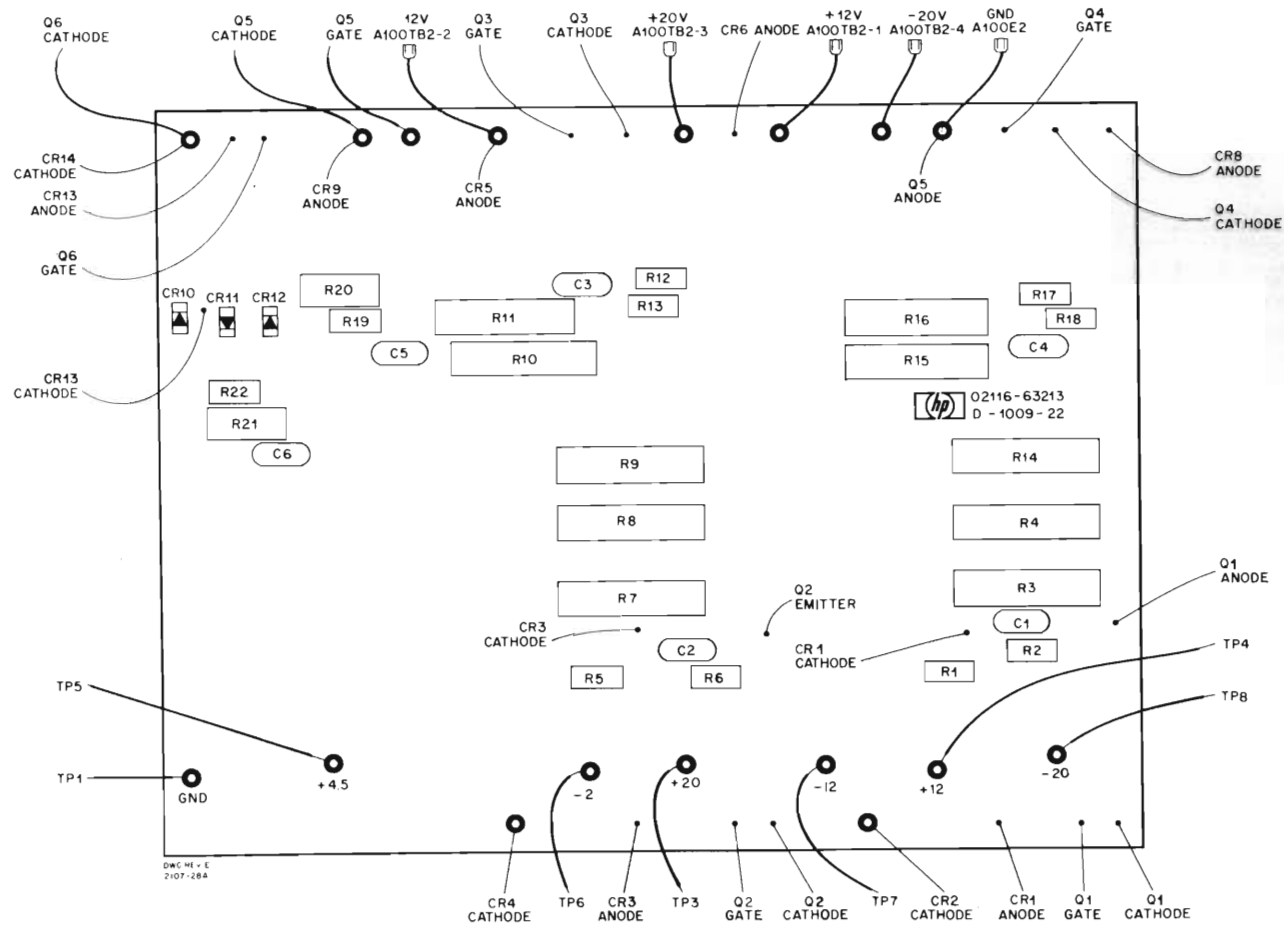 Q6
CATHODE
Q5
CATHODE
Q5
GATE
12V
A100TB2-2
Q3
GATE
Q3
CATHODE
+20V
A100TB2-3
CR6 ANODE
+12V
A100TB2-1
-20V
A100TB2-4
GND
A100E2
Q4
GATE
CR14
CATHODE
CR13
ANODE
Q6
GATE
CR9
ANODE
CR5
ANODE
Q5
ANODE
CR8
ANODE
Q4
CATHODE
CR10
CR11
CR12
R20
R19
C5
R11
R10
C3
R12
R13
R16
R15
R17
R18
C4
CR13
CATHODE
R22
R21
C6
hp
02116-63213
D-1009-22
R9
R8
R7
R14
R4
R3
CR3
CATHODE
C2
R5
R6
Q2
EMITTER
CR1
CATHODE
C1
R2
R1
Q1
ANODE
TP4
TP8
TP5
TP1
GND
+4.5
-2
+20
-12
+12
-20
DWG REV E
2107-28A
CR4
CATHODE
TP6
CR3
ANODE
TP3
Q2
GATE
Q2
CATHODE
TP7
CR2
CATHODE
CR1
ANODE
Q1
GATE
Q1
CATHODE